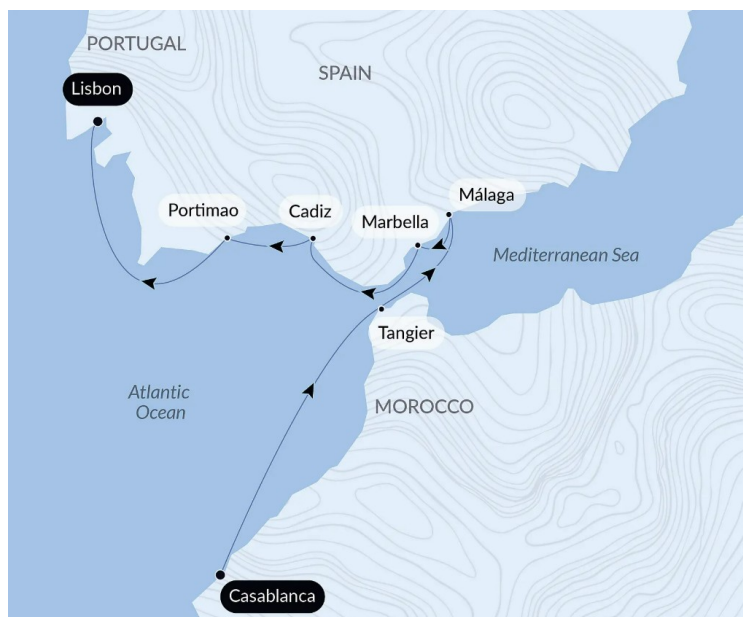 PORTUGAL
SPAIN
Lisbon
Málaga
Portimao
Cadiz
Marbella
Mediterranean Sea
Tangier
Atlantic
Ocean
MOROCCO
Casablanca